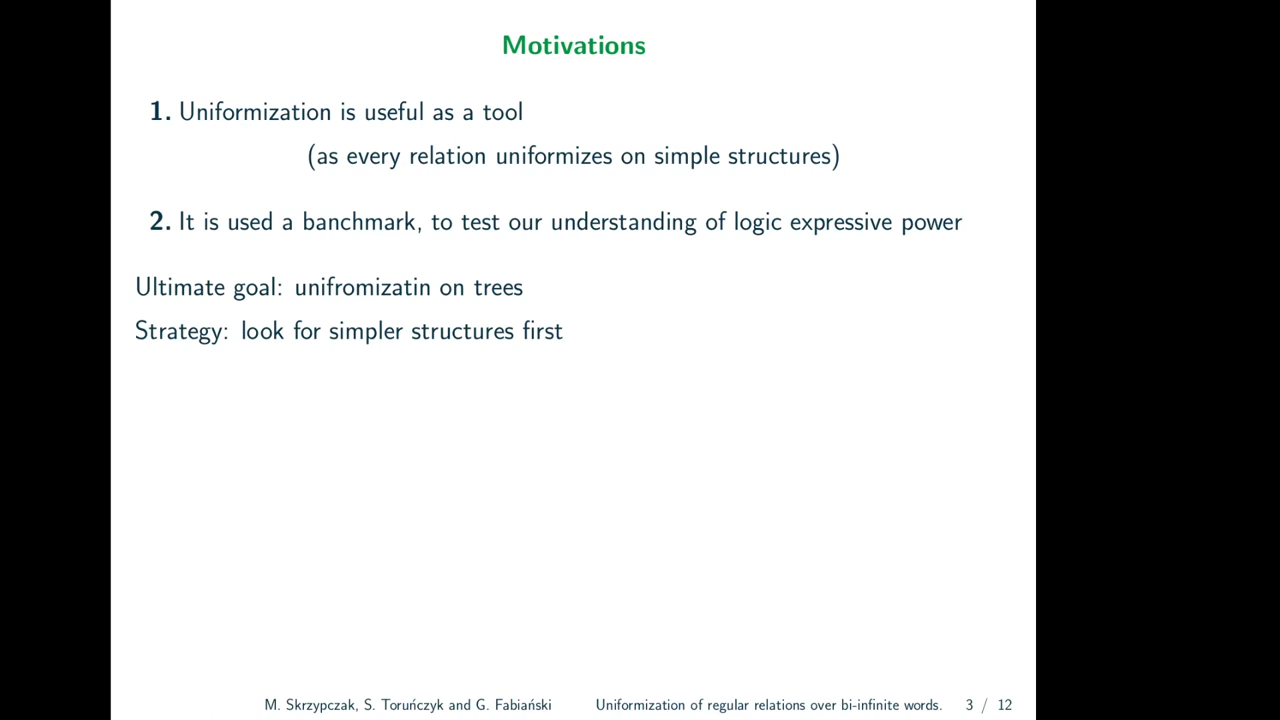 Motivations
1. Uniformization is useful as a tool
(as every relation uniformizes on simple structures)
2. It is used a banchmark, to test our understanding of logic expressive power
Ultimate goal: unifromizatin on trees
Strategy: look for simpler structures first
M. Skrzypczak, S. Toruńczyk and G. Fabiański Uniformization of regular relations over bi-infinite words. 3 / 12